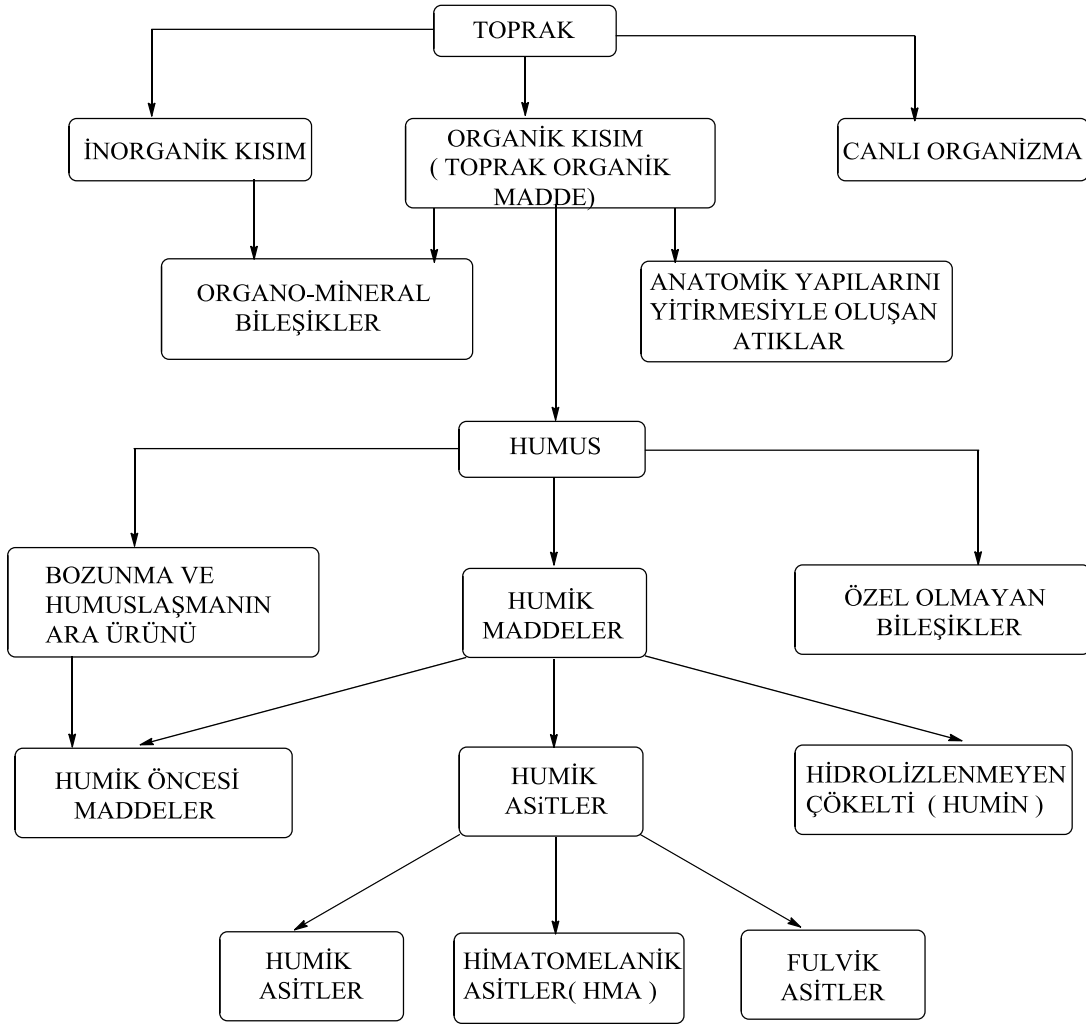 TOPRAK
İNORGANİK KISIM
ORGANİK KISIM
( TOPRAK ORGANİK
MADDE)
CANLI ORGANİZMA
ORGANO-MİNERAL
BİLEŞİKLER
ANATOMİK YAPILARINI
YİTİRMESİYLE OLUŞAN
ATIKLAR
HUMUS
BOZUNMA VE
HUMUSLAŞMANIN
ARA ÜRÜNÜ
HUMİK
MADDELER
ÖZEL OLMAYAN
BİLEŞİKLER
HUMİK ÖNCESİ
MADDELER
HUMİK
ASiTLER
HİDROLİZLENMEYEN
ÇÖKELTİ ( HUMİN )
HUMİK
ASİTLER
HİMATOMELANİK
ASİTLER( HMA )
FULVİK
ASİTLER